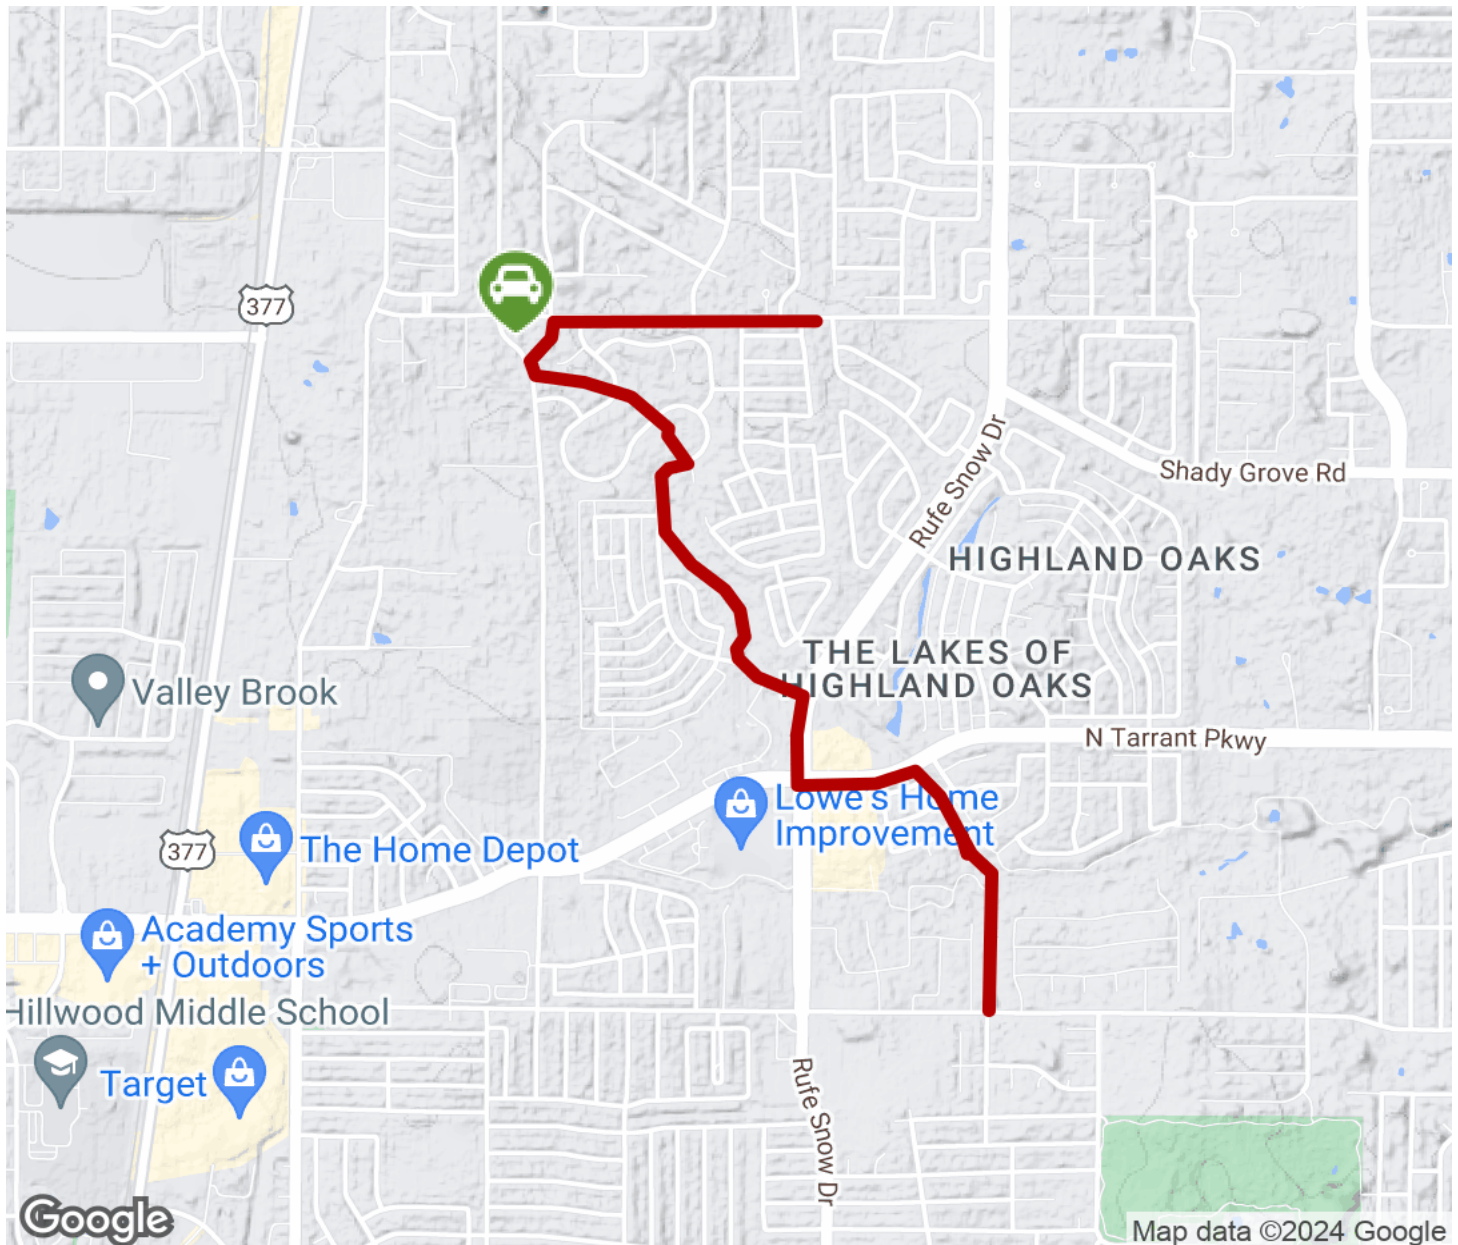 377
Shady Grove Rd
Rufe Snow Dr
HIGHLAND OAKS
THE LAKES OF
HIGHLAND OAKS
Valley Brook
N Tarrant Pkwy
Lowe's Home
Improvement
377
The Home Depot
Academy Sports
+ Outdoors
Hillwood Middle School
Target
Rufe Snow Dr
Google
Map data ©2024 Google